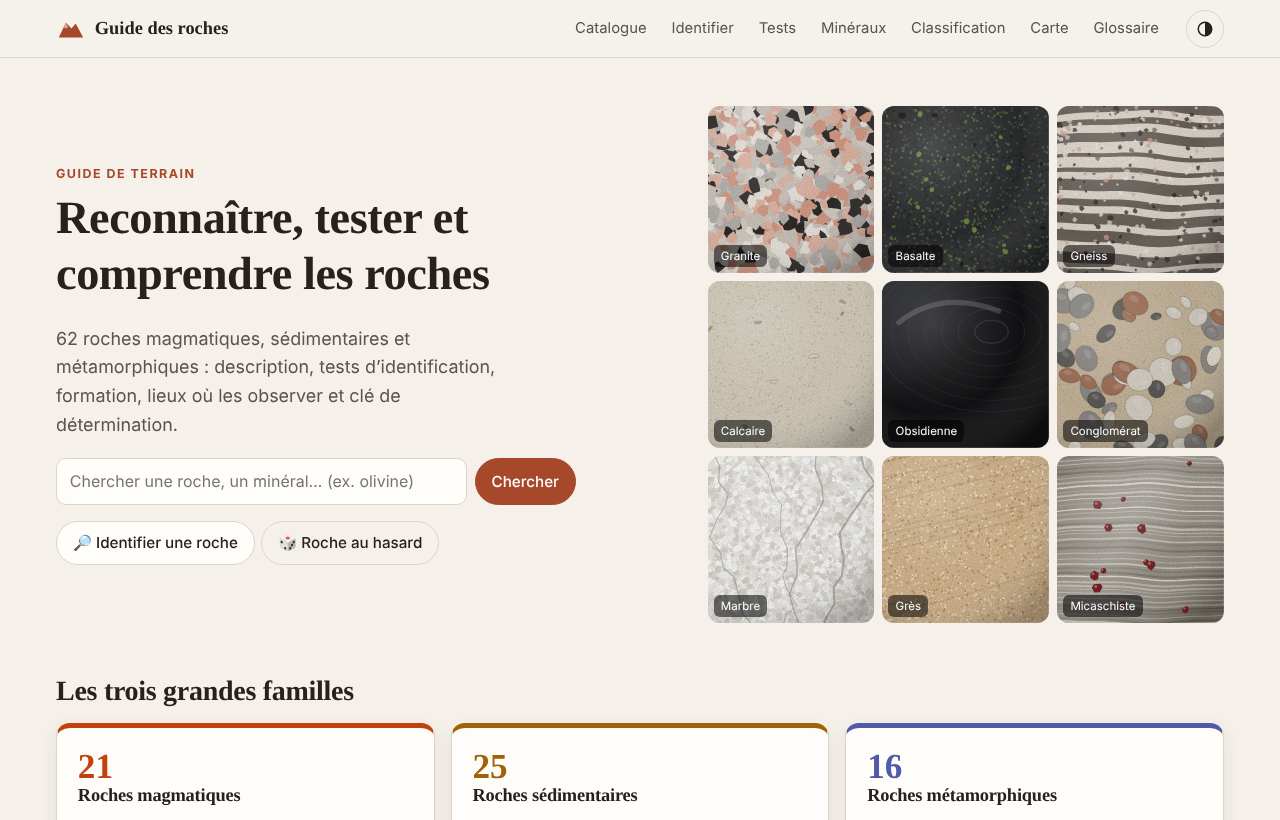 Guide des roches
Catalogue
Identifier
Tests
Minéraux
Classification
Carte
Glossaire
GUIDE DE TERRAIN
Reconnaître, tester et
comprendre les roches
62 roches magmatiques, sédimentaires et
métamorphiques : description, tests d’identification,
formation, lieux où les observer et clé de
détermination.
Chercher une roche, un minéral… (ex. olivine)
Chercher
🔎 Identifier une roche
🎲 Roche au hasard
Granite
Basalte
Gneiss
Calcaire
Obsidienne
Conglomérat
Marbre
Grès
Micaschiste
Les trois grandes familles
21
Roches magmatiques
25
Roches sédimentaires
16
Roches métamorphiques